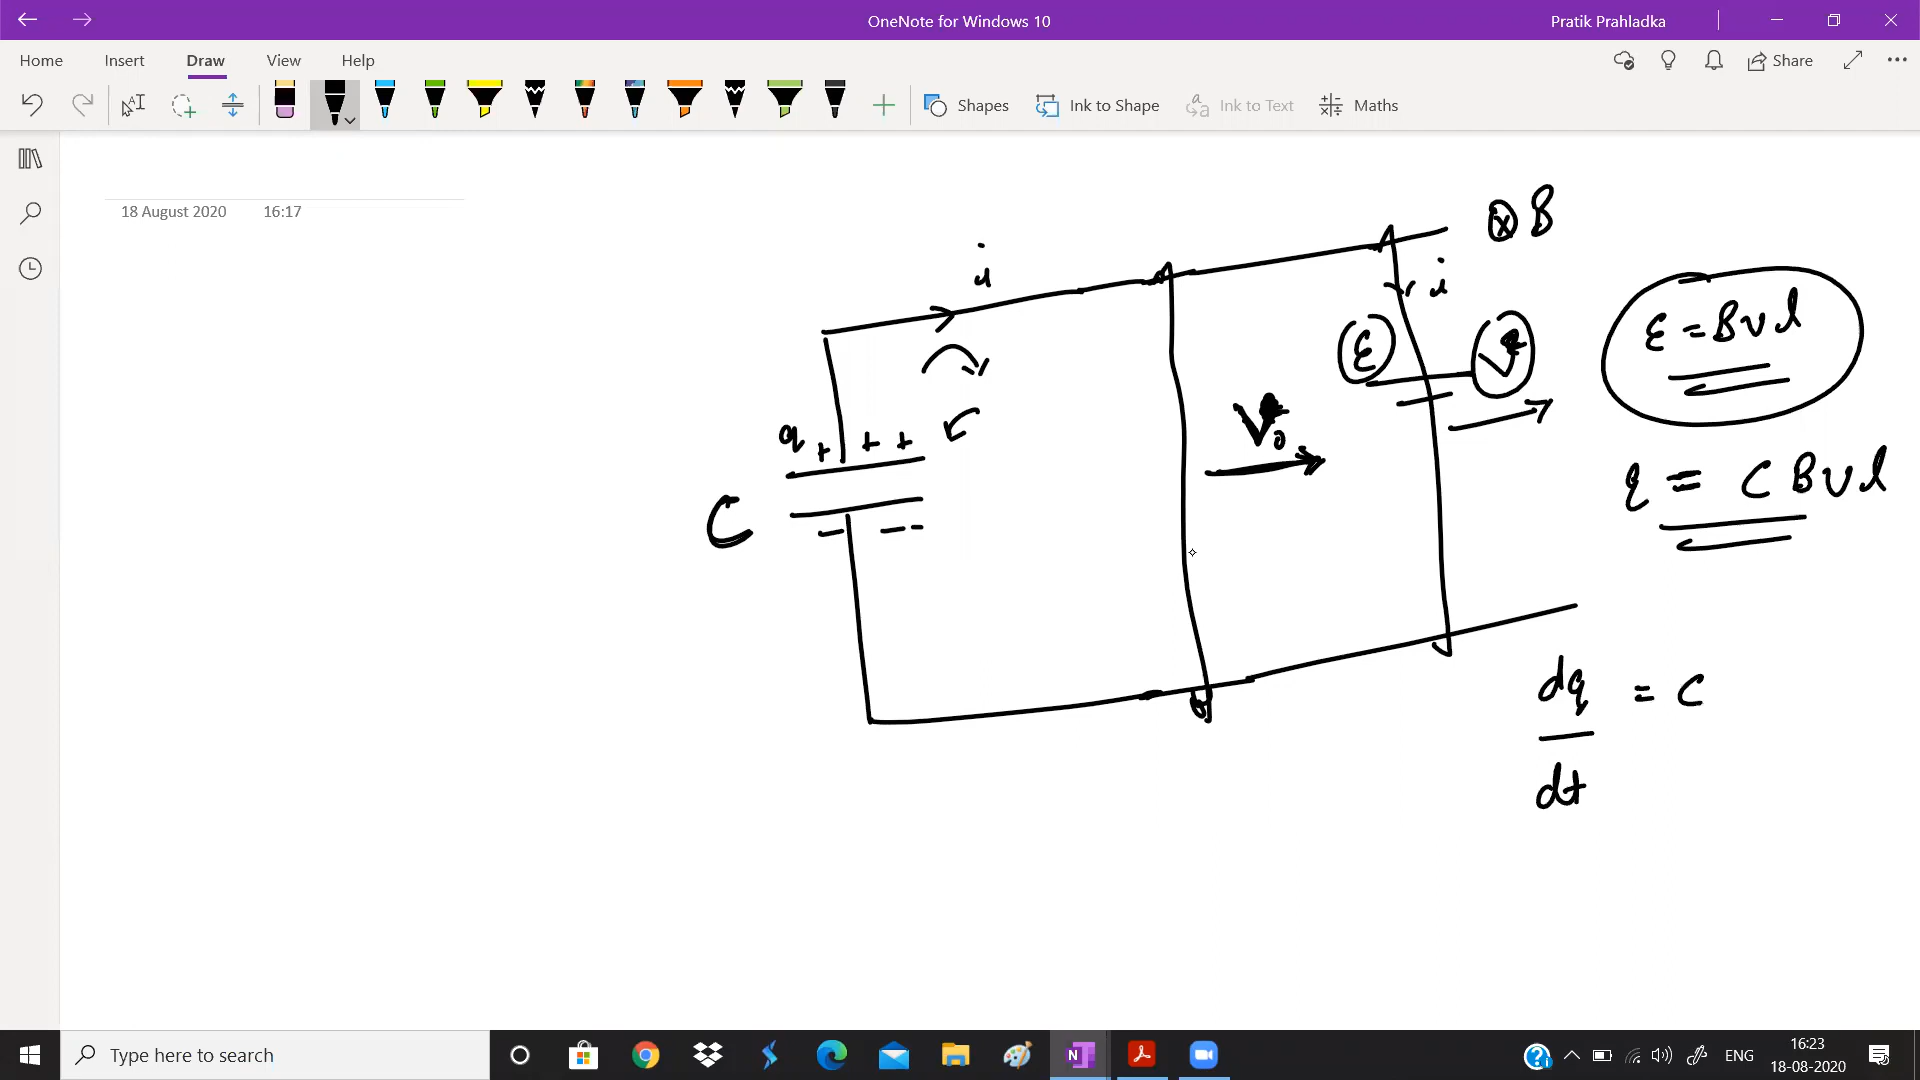 OneNote for Windows 10
Pratik Prahladka
Home Insert Draw View Help
Share
Shapes Ink to Shape Ink to Text Maths
18 August 2020 16:17
⊗ B
i
i
ε
V
ε = Bvl
V₀
q + + +
q = CBvl
C
- - -
dq/dt = C
Type here to search
ENG
16:23
18-08-2020